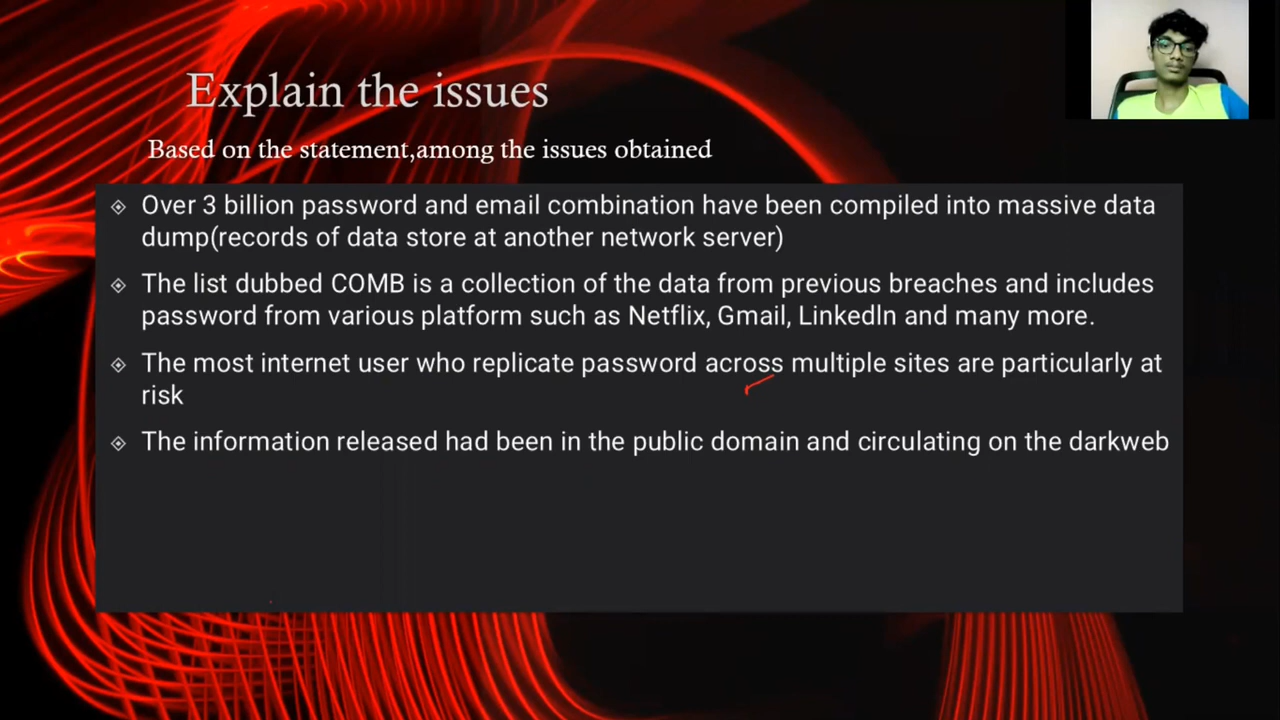 Explain the issues
Based on the statement,among the issues obtained
Over 3 billion password and email combination have been compiled into massive data
dump(records of data store at another network server)
The list dubbed COMB is a collection of the data from previous breaches and includes
password from various platform such as Netflix, Gmail, LinkedIn and many more.
The most internet user who replicate password across multiple sites are particularly at
risk
The information released had been in the public domain and circulating on the darkweb